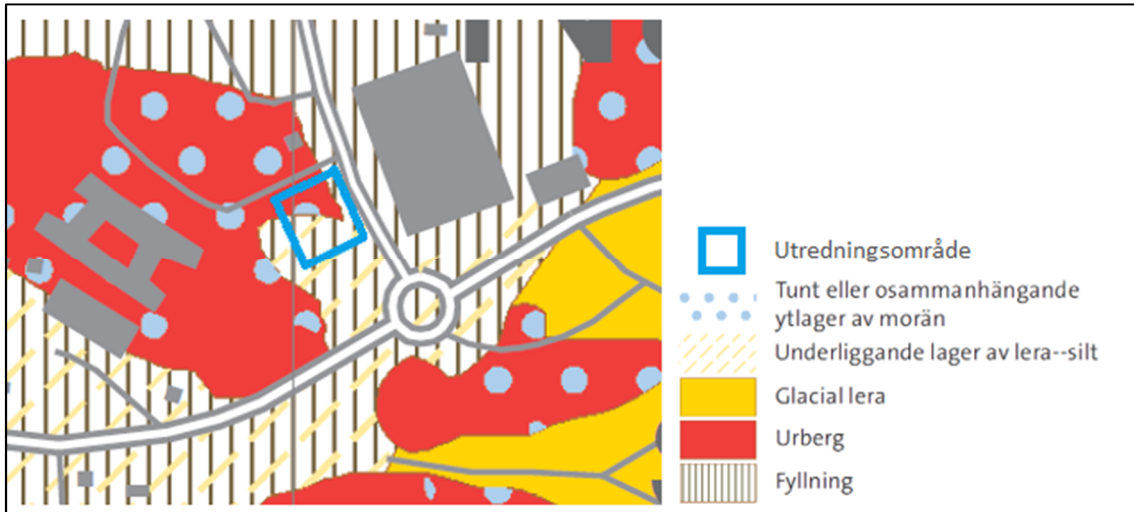 Utredningsområde
Tunt eller osammanhängande
ytlager av morän
Underliggande lager av lera--silt
Glacial lera
Urberg
Fyllning